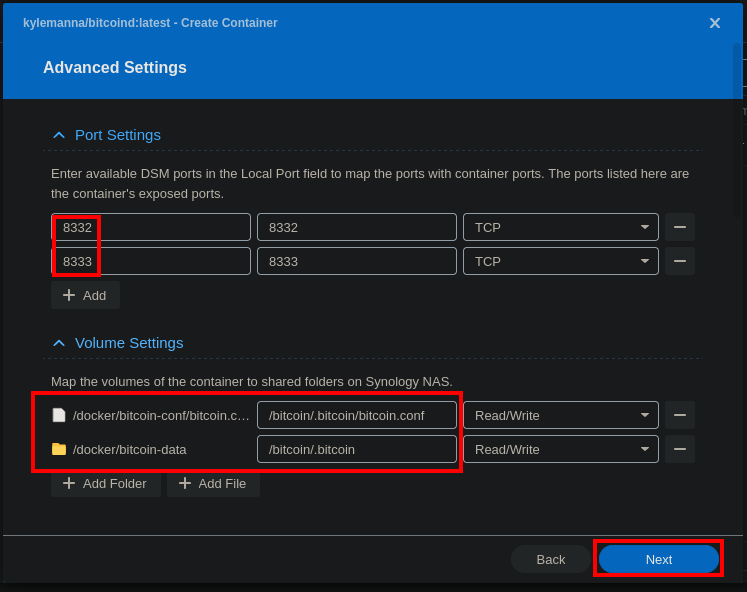 kylemanna/bitcoind:latest - Create Container
Advanced Settings
Port Settings
Enter available DSM ports in the Local Port field to map the ports with container ports. The ports listed here are
the container's exposed ports.
8332 8332 TCP
8333 8333 TCP
Add
Volume Settings
Map the volumes of the container to shared folders on Synology NAS.
/docker/bitcoin-conf/bitcoin.c... /bitcoin/.bitcoin/bitcoin.conf Read/Write
/docker/bitcoin-data /bitcoin/.bitcoin Read/Write
Add Folder Add File
Back Next